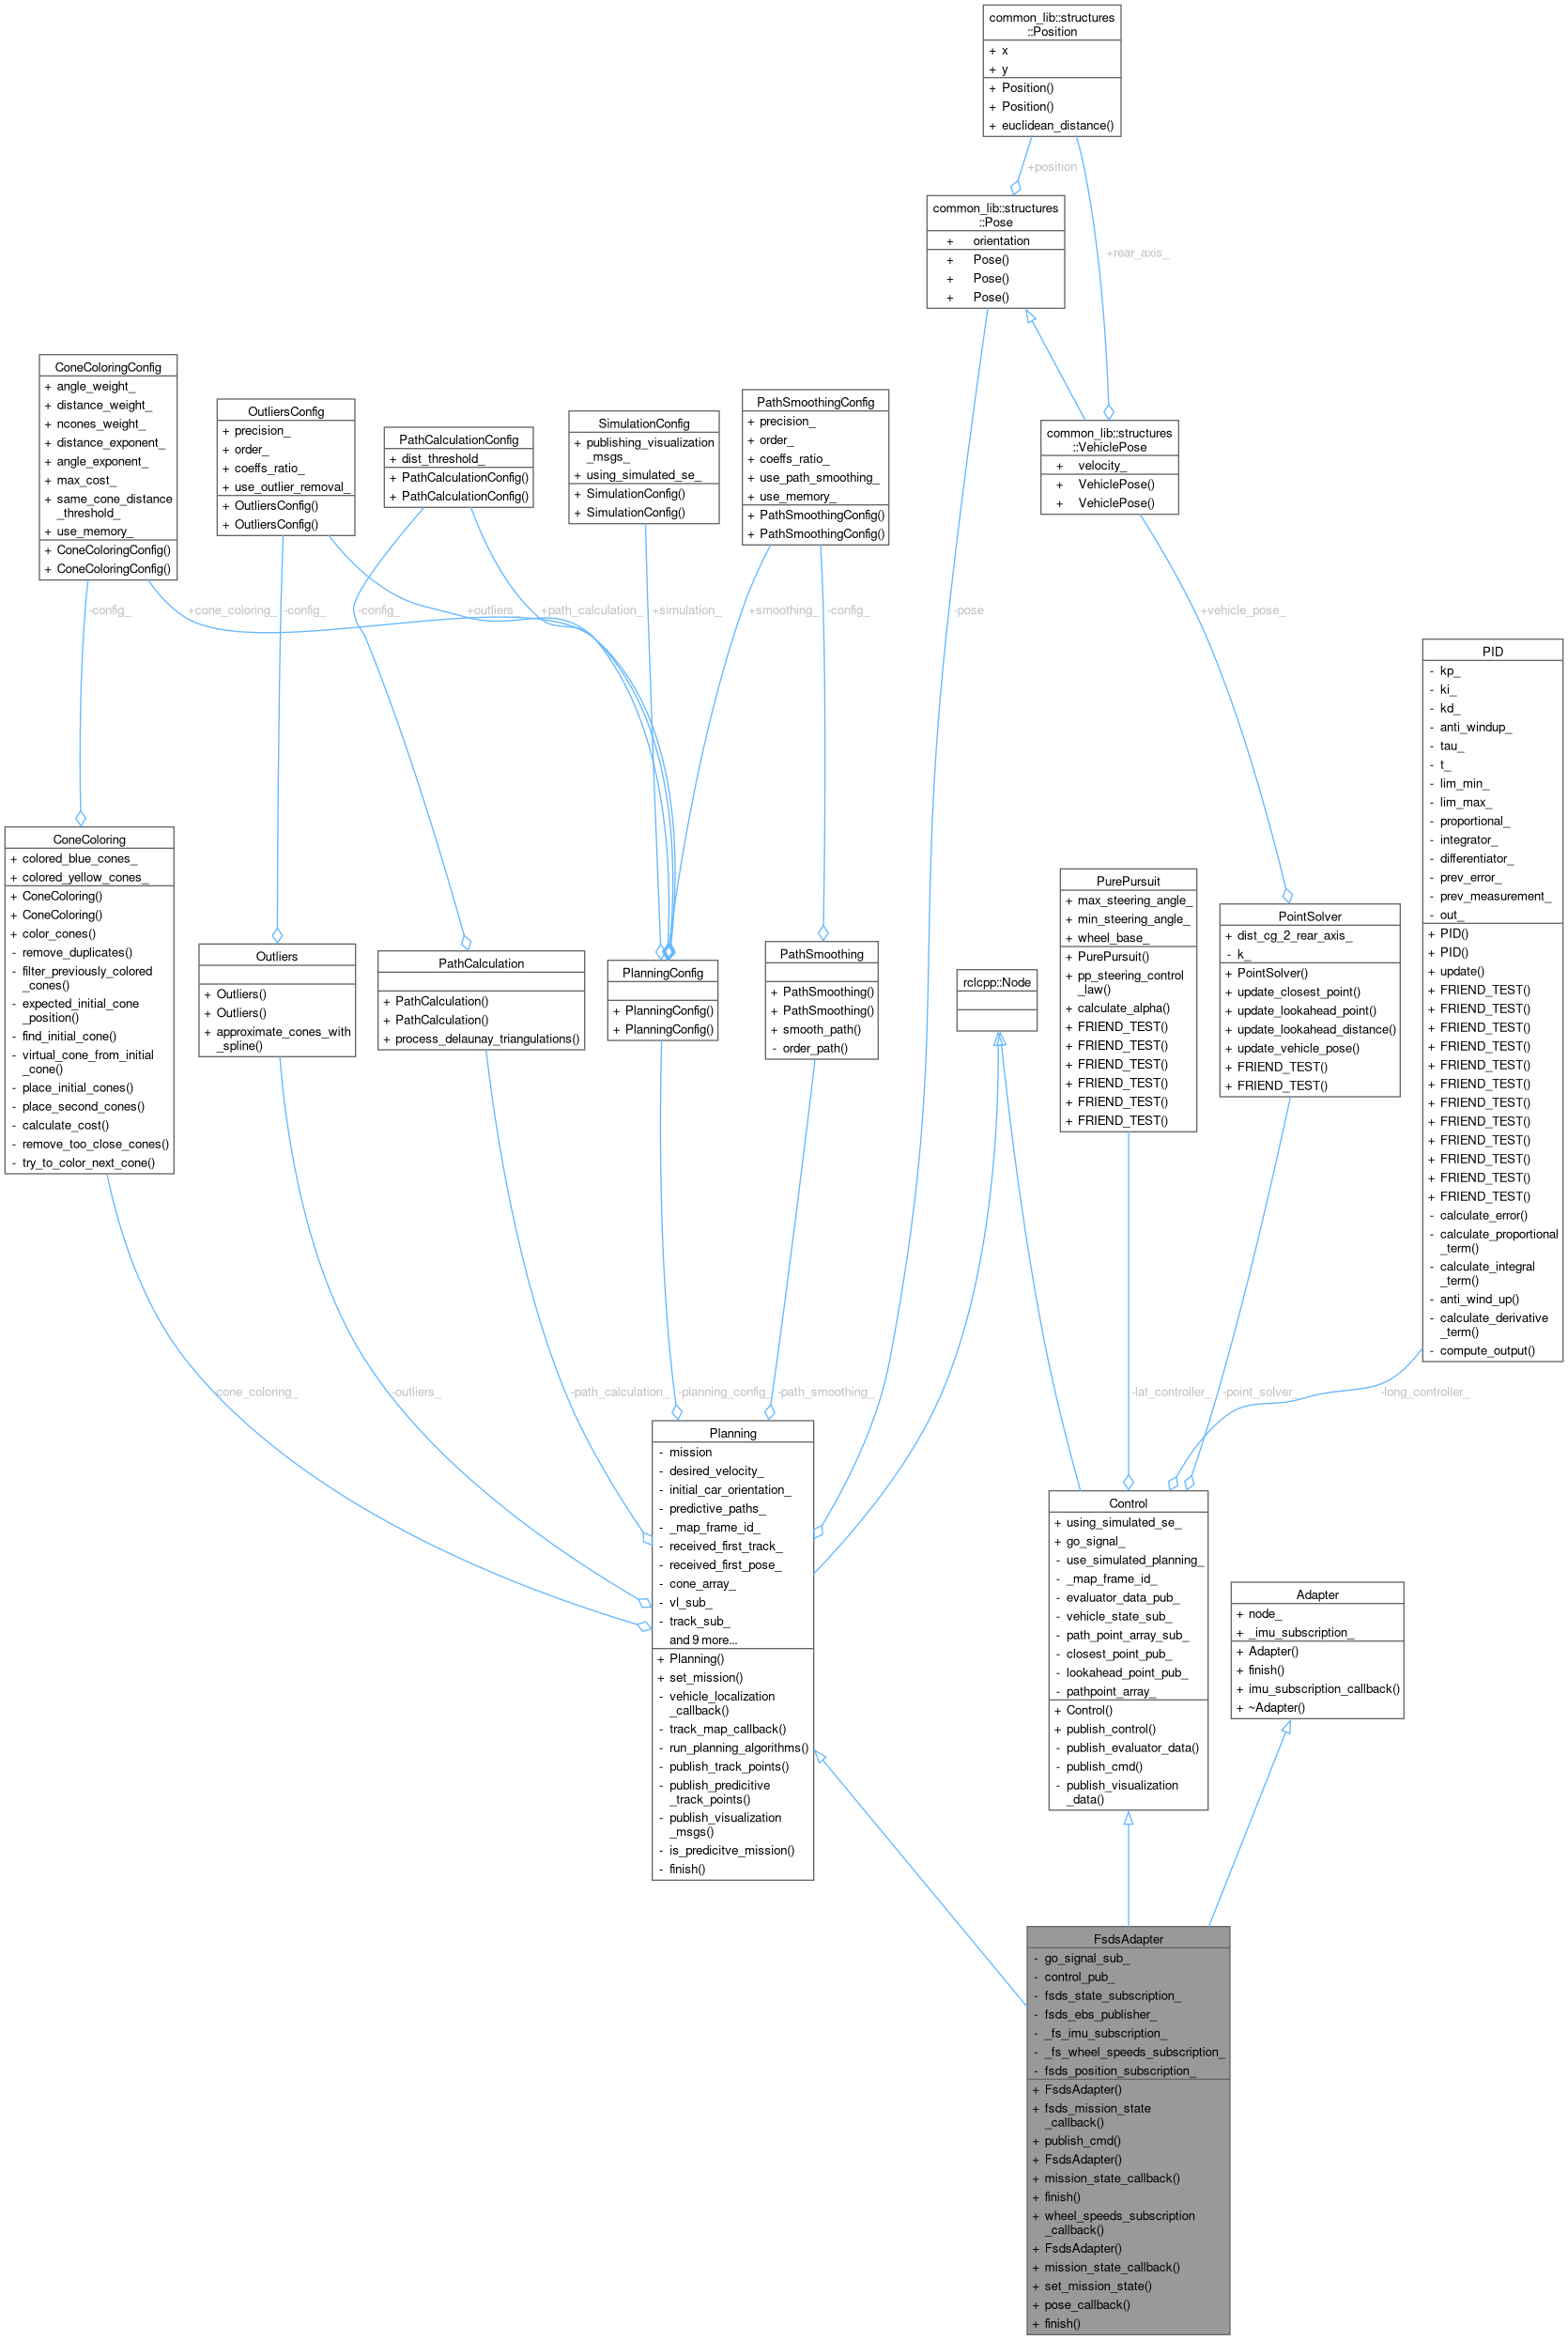 common_lib::structures
::Position
+ x
+ y
+ Position()
+ Position()
+ euclidean_distance()
+position
common_lib::structures
::Pose
+ orientation
+ Pose()
+ Pose()
+ Pose()
+rear_axis_
ConeColoringConfig
+ angle_weight_
+ distance_weight_
+ ncones_weight_
+ distance_exponent_
+ angle_exponent_
+ max_cost_
+ same_cone_distance
_threshold_
+ use_memory_
+ ConeColoringConfig()
+ ConeColoringConfig()
OutliersConfig
+ precision_
+ order_
+ coeffs_ratio_
+ use_outlier_removal_
+ OutliersConfig()
+ OutliersConfig()
PathCalculationConfig
+ dist_threshold_
+ PathCalculationConfig()
+ PathCalculationConfig()
SimulationConfig
+ publishing_visualization
_msgs_
+ using_simulated_se_
+ SimulationConfig()
+ SimulationConfig()
PathSmoothingConfig
+ precision_
+ order_
+ coeffs_ratio_
+ use_path_smoothing_
+ use_memory_
+ PathSmoothingConfig()
+ PathSmoothingConfig()
common_lib::structures
::VehiclePose
+ velocity_
+ VehiclePose()
+ VehiclePose()
-config_
+cone_coloring_
-config_
+outliers_
-config_
+path_calculation_
+simulation_
+smoothing_
-config_
-pose
+vehicle_pose_
PID
- kp_
- ki_
- kd_
- anti_windup_
- tau_
- t_
- lim_min_
- lim_max_
- proportional_
- integrator_
- differentiator_
- prev_error_
- prev_measurement_
- out_
+ PID()
+ PID()
+ update()
+ FRIEND_TEST()
+ FRIEND_TEST()
+ FRIEND_TEST()
+ FRIEND_TEST()
+ FRIEND_TEST()
+ FRIEND_TEST()
+ FRIEND_TEST()
+ FRIEND_TEST()
+ FRIEND_TEST()
+ FRIEND_TEST()
+ FRIEND_TEST()
+ FRIEND_TEST()
- calculate_error()
- calculate_proportional
_term()
- calculate_integral
_term()
- anti_wind_up()
- calculate_derivative
_term()
- compute_output()
ConeColoring
+ colored_blue_cones_
+ colored_yellow_cones_
+ ConeColoring()
+ ConeColoring()
+ color_cones()
- remove_duplicates()
- filter_previously_colored
_cones()
- expected_initial_cone
_position()
- find_initial_cone()
- virtual_cone_from_initial
_cone()
- place_initial_cones()
- place_second_cones()
- calculate_cost()
- remove_too_close_cones()
- try_to_color_next_cone()
Outliers
+ Outliers()
+ Outliers()
+ approximate_cones_with
_spline()
PathCalculation
+ PathCalculation()
+ PathCalculation()
+ process_delaunay_triangulations()
PlanningConfig
+ PlanningConfig()
+ PlanningConfig()
PathSmoothing
+ PathSmoothing()
+ PathSmoothing()
+ smooth_path()
- order_path()
rclcpp::Node
PurePursuit
+ max_steering_angle_
+ min_steering_angle_
+ wheel_base_
+ PurePursuit()
+ pp_steering_control
_law()
+ calculate_alpha()
+ FRIEND_TEST()
+ FRIEND_TEST()
+ FRIEND_TEST()
+ FRIEND_TEST()
+ FRIEND_TEST()
+ FRIEND_TEST()
PointSolver
+ dist_cg_2_rear_axis_
- k_
+ PointSolver()
+ update_closest_point()
+ update_lookahead_point()
+ update_lookahead_distance()
+ update_vehicle_pose()
+ FRIEND_TEST()
+ FRIEND_TEST()
-cone_coloring_
-outliers_
-path_calculation_
-planning_config_
-path_smoothing_
-lat_controller_
-point_solver_
-long_controller_
Planning
- mission
- desired_velocity_
- initial_car_orientation_
- predictive_paths_
- _map_frame_id_
- received_first_track_
- received_first_pose_
- cone_array_
- vl_sub_
- track_sub_
and 9 more...
+ Planning()
+ set_mission()
- vehicle_localization
_callback()
- track_map_callback()
- run_planning_algorithms()
- publish_track_points()
- publish_predicitive
_track_points()
- publish_visualization
_msgs()
- is_predicitve_mission()
- finish()
Control
+ using_simulated_se_
+ go_signal_
- use_simulated_planning_
- _map_frame_id_
- evaluator_data_pub_
- vehicle_state_sub_
- path_point_array_sub_
- closest_point_pub_
- lookahead_point_pub_
- pathpoint_array_
+ Control()
+ publish_control()
- publish_evaluator_data()
- publish_cmd()
- publish_visualization
_data()
Adapter
+ node_
+ _imu_subscription_
+ Adapter()
+ finish()
+ imu_subscription_callback()
+ ~Adapter()
FsdsAdapter
- go_signal_sub_
- control_pub_
- fsds_state_subscription_
- fsds_ebs_publisher_
- _fs_imu_subscription_
- _fs_wheel_speeds_subscription_
- fsds_position_subscription_
+ FsdsAdapter()
+ fsds_mission_state
_callback()
+ publish_cmd()
+ FsdsAdapter()
+ mission_state_callback()
+ finish()
+ wheel_speeds_subscription
_callback()
+ FsdsAdapter()
+ mission_state_callback()
+ set_mission_state()
+ pose_callback()
+ finish()